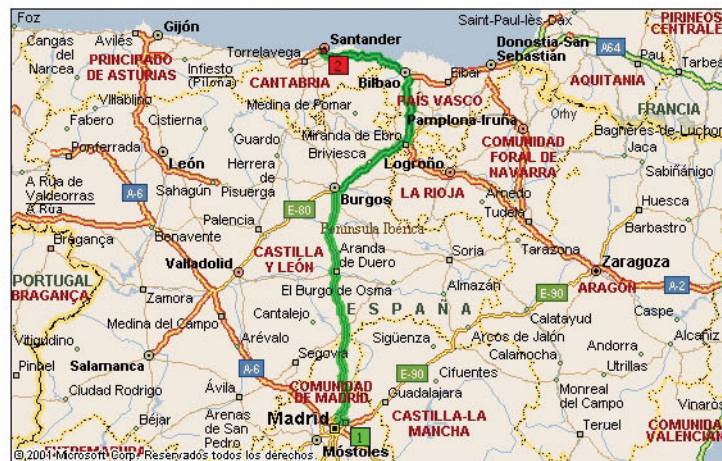 Foz
Gijón
Avilés
Cangas del
Narcea
PRINCIPADO
DE ASTURIAS
Infiesto
(Piloña)
Torrelavega
Santander
2
CANTABRIA
Bilbao
Eibar
Donostia-San
Sebastián
Saint-Paul-lès-Dax
A64
Pau
Tarbes
PIRINEOS
CENTRALE
AQUITANIA
FRANCIA
Bagnères-de-Luchon
PAÍS VASCO
Orhy
Villablino
Fabero
Cistierna
Guardo
Medina de Pomar
Miranda de Ebro
Pamplona-Iruña
Ponferrada
León
Herrera
de
Pisuerga
Briviesca
Logroño
COMUNIDAD
FORAL DE
NAVARRA
Jaca
Sabiñánigo
A Rúa de
Valdeorras
A Rúa
A-6
Sahagún
Burgos
LA RIOJA
Arnedo
Tudela
Huesca
Barbastro
Bragança
Benavente
Palencia
E-80
Península Ibérica
Tarazona
Zaragoza
PORTUGAL
BRAGANÇA
Valladolid
CASTILLA
Y LEÓN
Aranda
de Duero
Soria
E-90
ARAGÓN
A-2
Zamora
El Burgo de Osma
Almazán
ESPAÑA
Calatayud
Caspe
Vitigudino
Medina del Campo
Cantalejo
Arévalo
Sigüenza
Arcos de Jalón
Calamocha
Andorra
Alcañiz
Utrillas
Pinhel
Salamanca
Segovia
A-6
E-90
Cifuentes
Ciudad Rodrigo
Ávila
COMUNIDAD
DE MADRID
Guadalajara
Monreal
del Campo
Vinaròs
Béjar
Arenas
de San
Pedro
Madrid
1
CASTILLA-LA
MANCHA
Teruel
COMUNIDA
VALENCIAN
EXTREMADURA
Móstoles
© 2001 Microsoft Corp. Reservados todos los derechos.